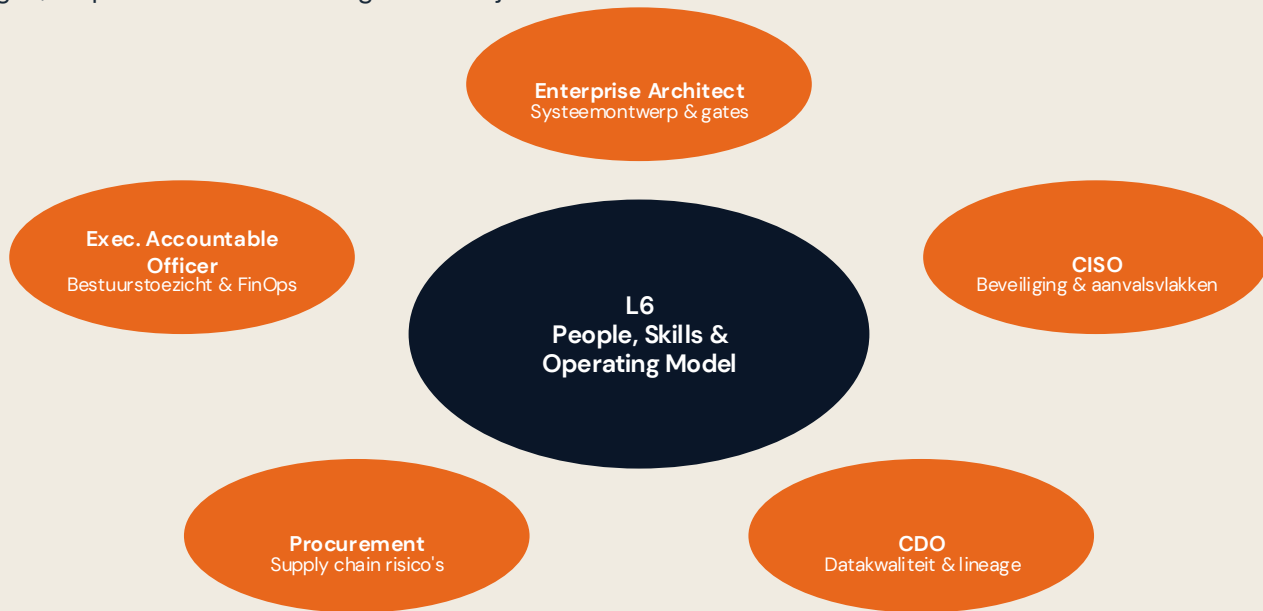 Enterprise Architect
Systeemontwerp & gates
Exec. Accountable
Officer
Bestuurstoezicht & FinOps
CISO
Beveiliging & aanvalsvlakken
L6
People, Skills &
Operating Model
Procurement
Supply chain risico's
CDO
Datakwaliteit & lineage